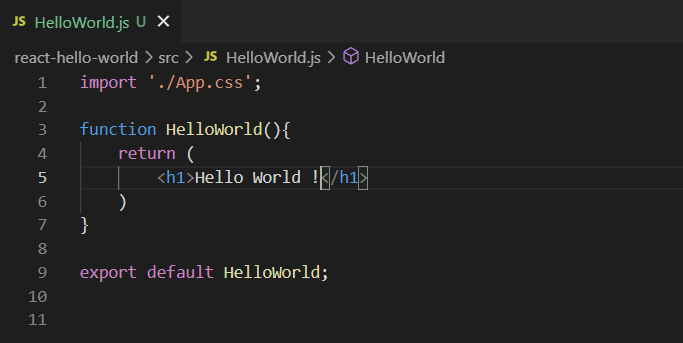 JS HelloWorld.js U ×
react-hello-world > src > JS HelloWorld.js > HelloWorld
1 import './App.css';
2
3 function HelloWorld(){
4     return (
5         <h1>Hello World !</h1>
6     )
7 }
8
9 export default HelloWorld;
10
11